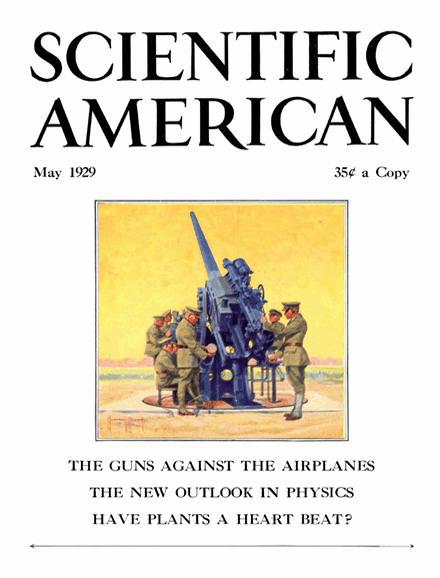 SCIENTIFIC
AMERICAN
May 1929
35¢ a Copy
THE GUNS AGAINST THE AIRPLANES
THE NEW OUTLOOK IN PHYSICS
HAVE PLANTS A HEART BEAT?